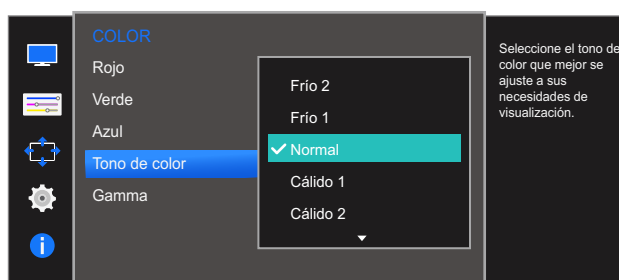 COLOR
Rojo
Verde
Azul
Tono de color
Gamma
Frío 2
Frío 1
Normal
Cálido 1
Cálido 2
Seleccione el tono de
color que mejor se
ajuste a sus
necesidades de
visualización.